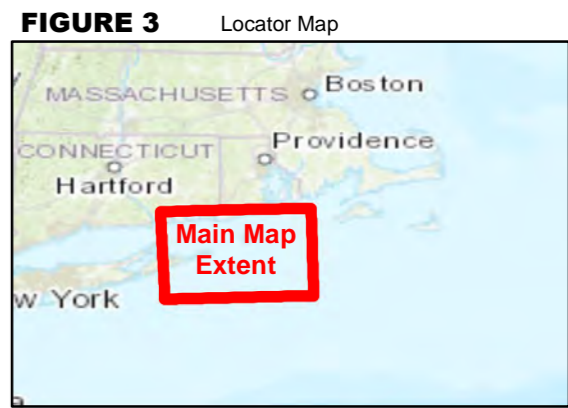 FIGURE 3 Locator Map
MASSACHUSETTS Boston
CONNECTICUT Providence
Hartford
Main Map
Extent
w York